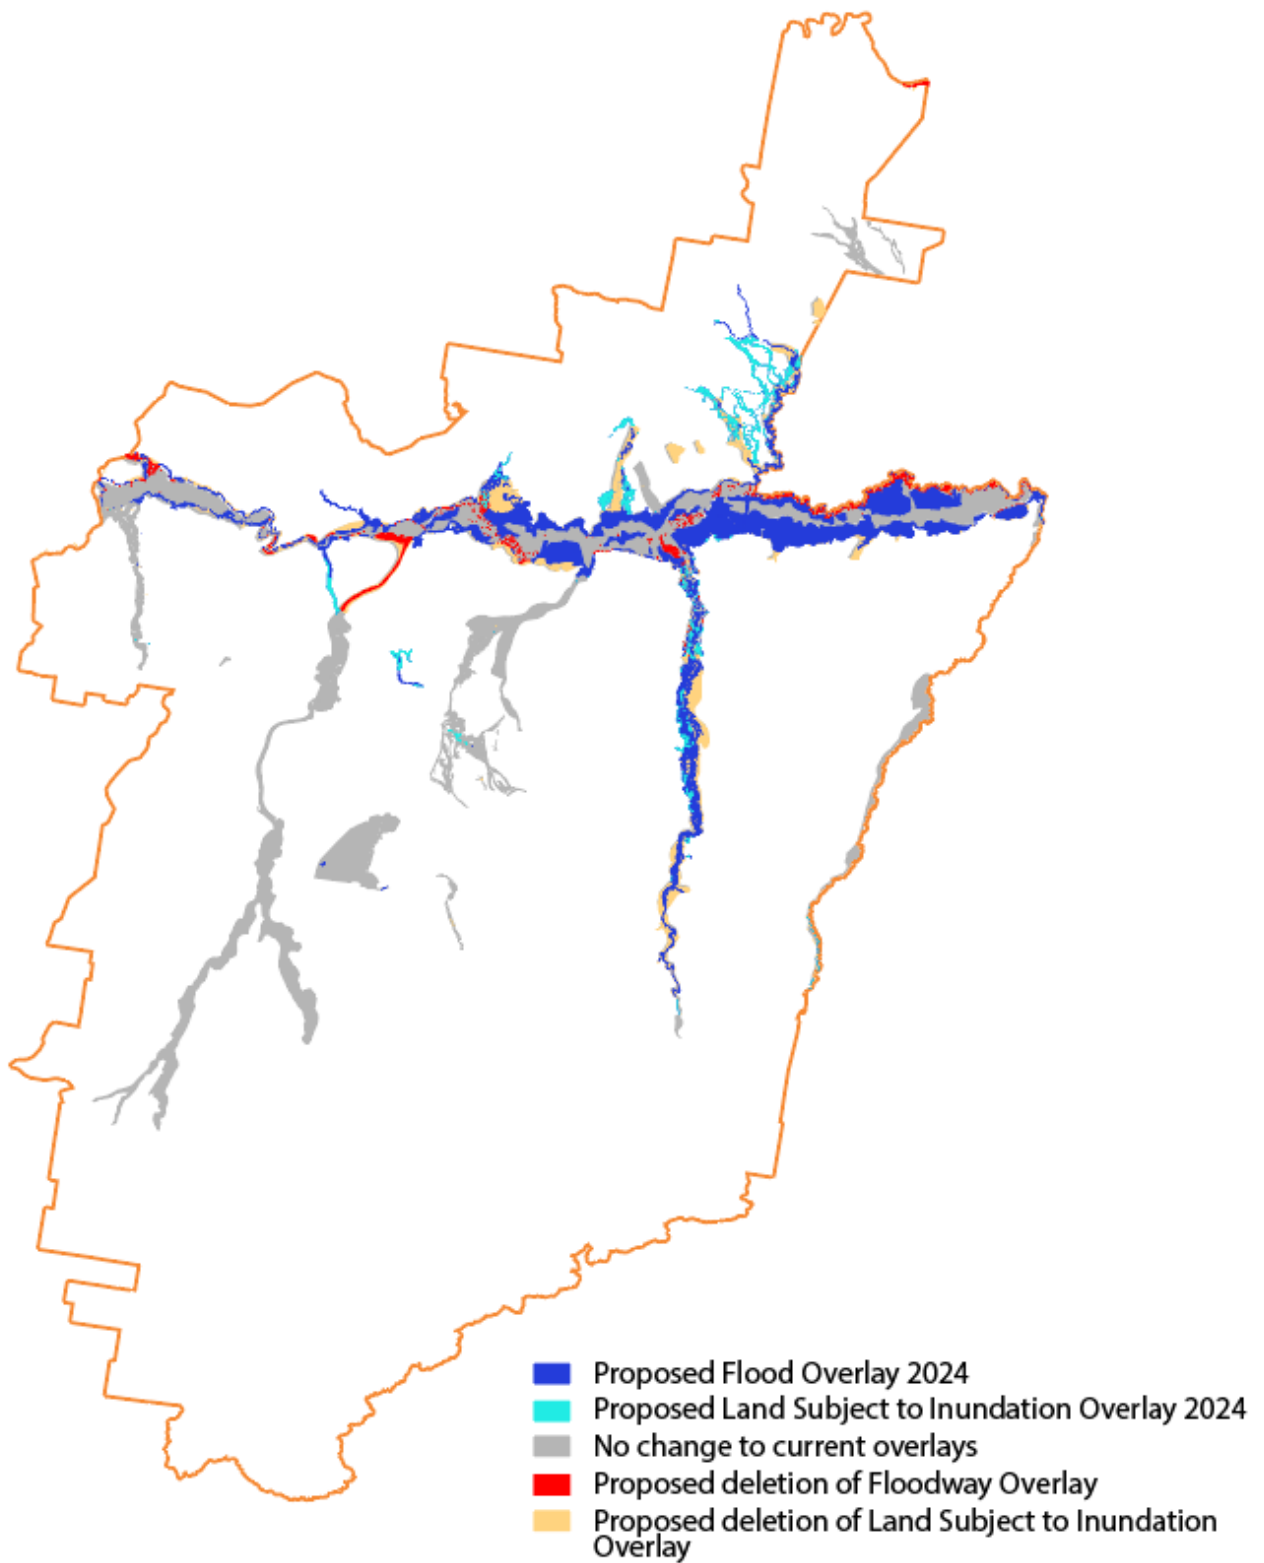 Proposed Flood Overlay 2024
Proposed Land Subject to Inundation Overlay 2024
No change to current overlays
Proposed deletion of Floodway Overlay
Proposed deletion of Land Subject to Inundation
Overlay